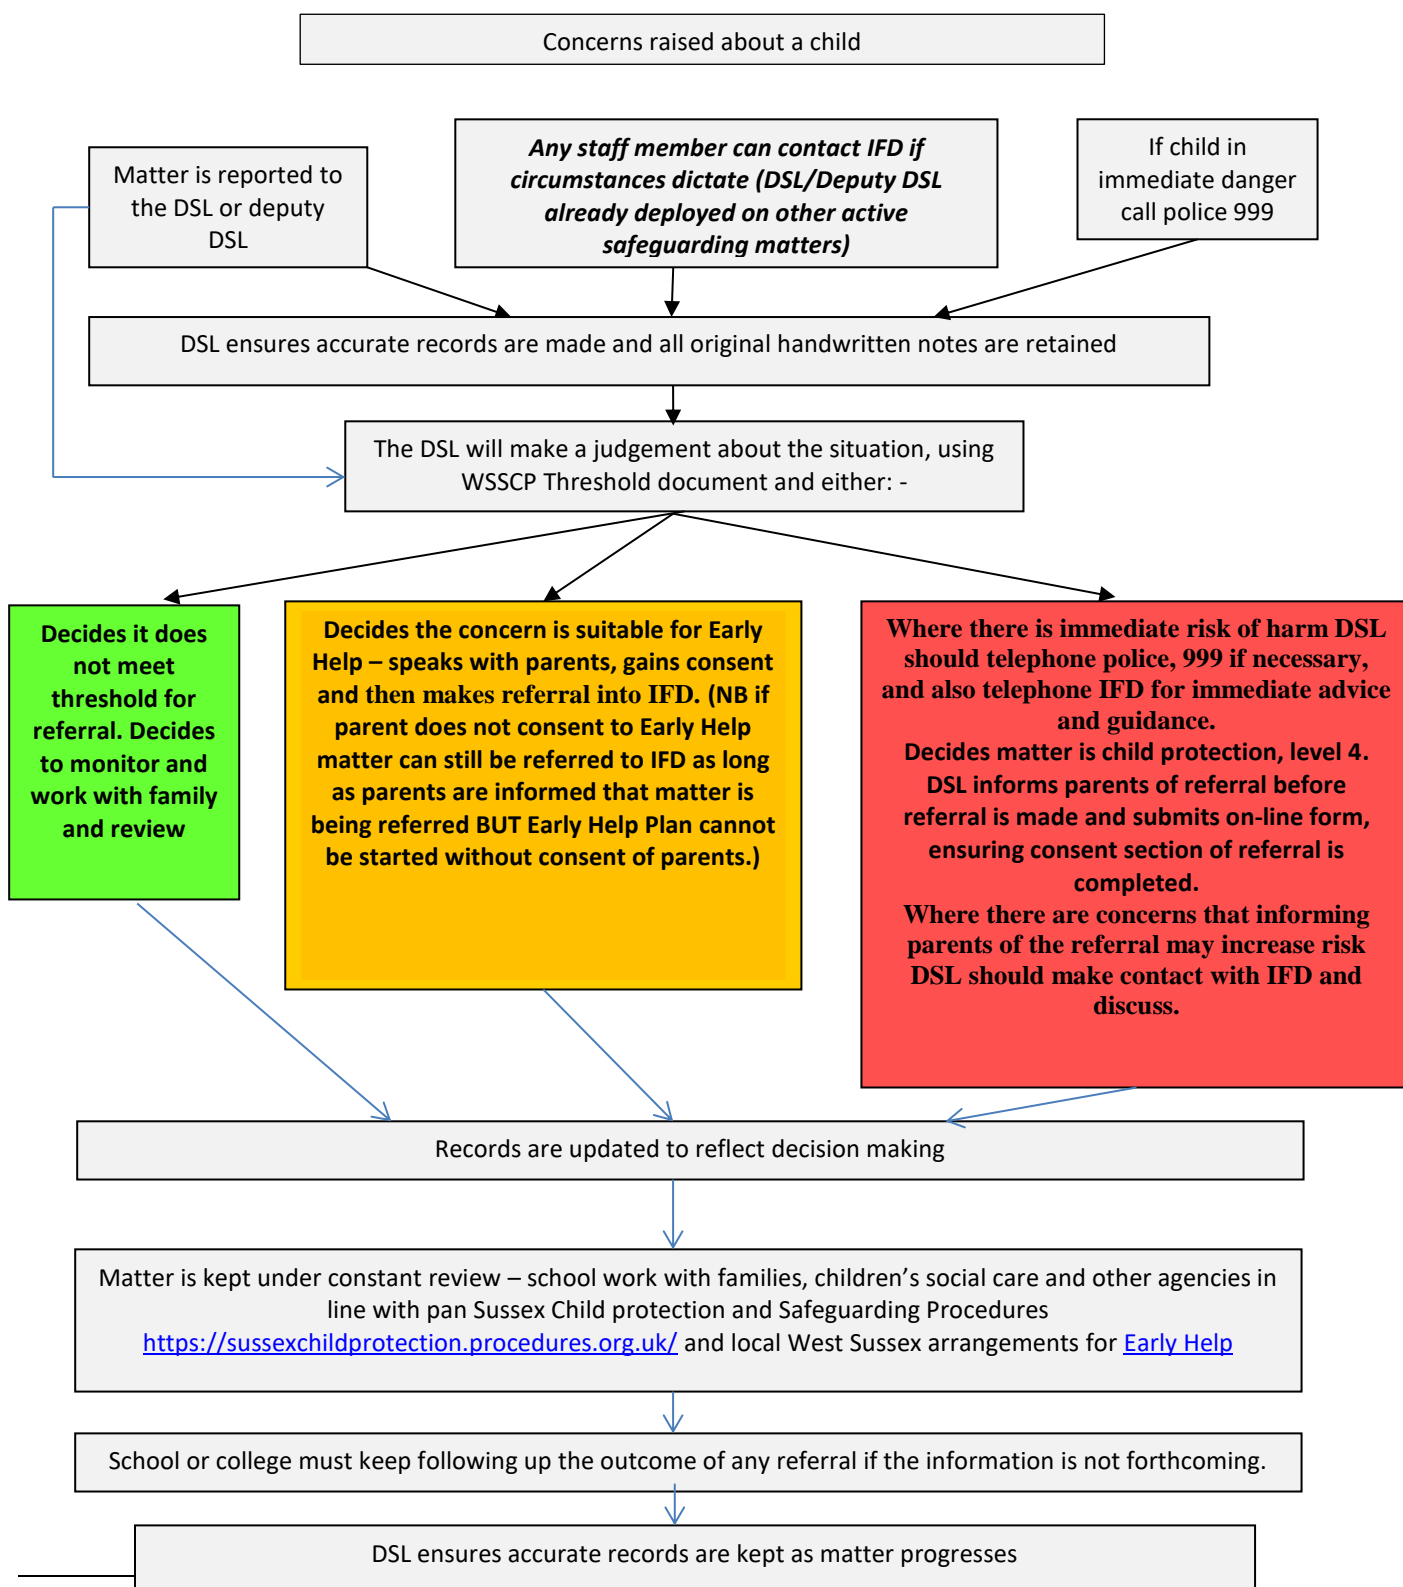 Concerns raised about a child
Matter is reported to
the DSL or deputy
DSL
Any staff member can contact IFD if
circumstances dictate (DSL/Deputy DSL
already deployed on other active
safeguarding matters)
If child in
immediate danger
call police 999
DSL ensures accurate records are made and all original handwritten notes are retained
The DSL will make a judgement about the situation, using
WSSCP Threshold document and either: -
Decides it does
not meet
threshold for
referral. Decides
to monitor and
work with family
and review
Decides the concern is suitable for Early
Help – speaks with parents, gains consent
and then makes referral into IFD. (NB if
parent does not consent to Early Help
matter can still be referred to IFD as long
as parents are informed that matter is
being referred BUT Early Help Plan cannot
be started without consent of parents.)
Where there is immediate risk of harm DSL
should telephone police, 999 if necessary,
and also telephone IFD for immediate advice
and guidance.
Decides matter is child protection, level 4.
DSL informs parents of referral before
referral is made and submits on-line form,
ensuring consent section of referral is
completed.
Where there are concerns that informing
parents of the referral may increase risk
DSL should make contact with IFD and
discuss.
Records are updated to reflect decision making
Matter is kept under constant review – school work with families, children’s social care and other agencies in
line with pan Sussex Child protection and Safeguarding Procedures
https://sussexchildprotection.procedures.org.uk/ and local West Sussex arrangements for Early Help
School or college must keep following up the outcome of any referral if the information is not forthcoming.
DSL ensures accurate records are kept as matter progresses